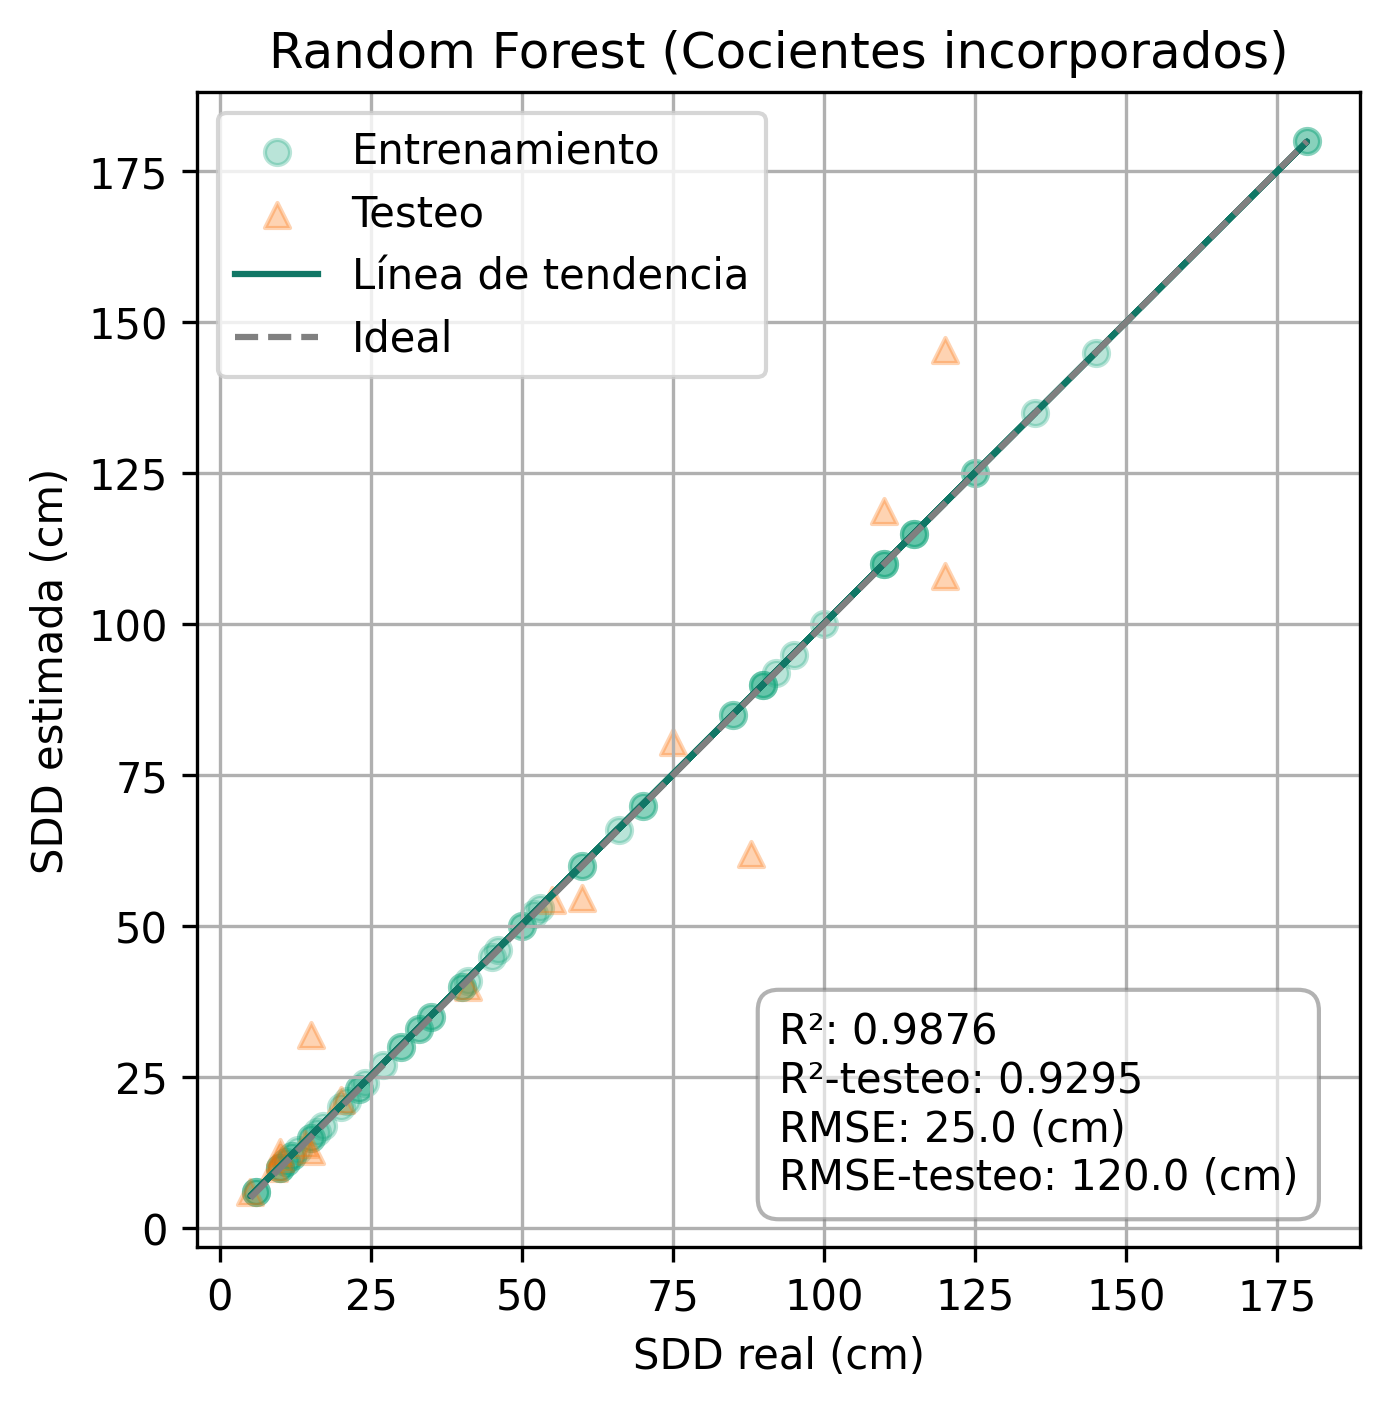 Random Forest (Cocientes incorporados)
Entrenamiento
Testeo
Línea de tendencia
Ideal
175
150
125
100
75
50
25
0
SDD estimada (cm)
R²: 0.9876
R²-testeo: 0.9295
RMSE: 25.0 (cm)
RMSE-testeo: 120.0 (cm)
0 25 50 75 100 125 150 175
SDD real (cm)